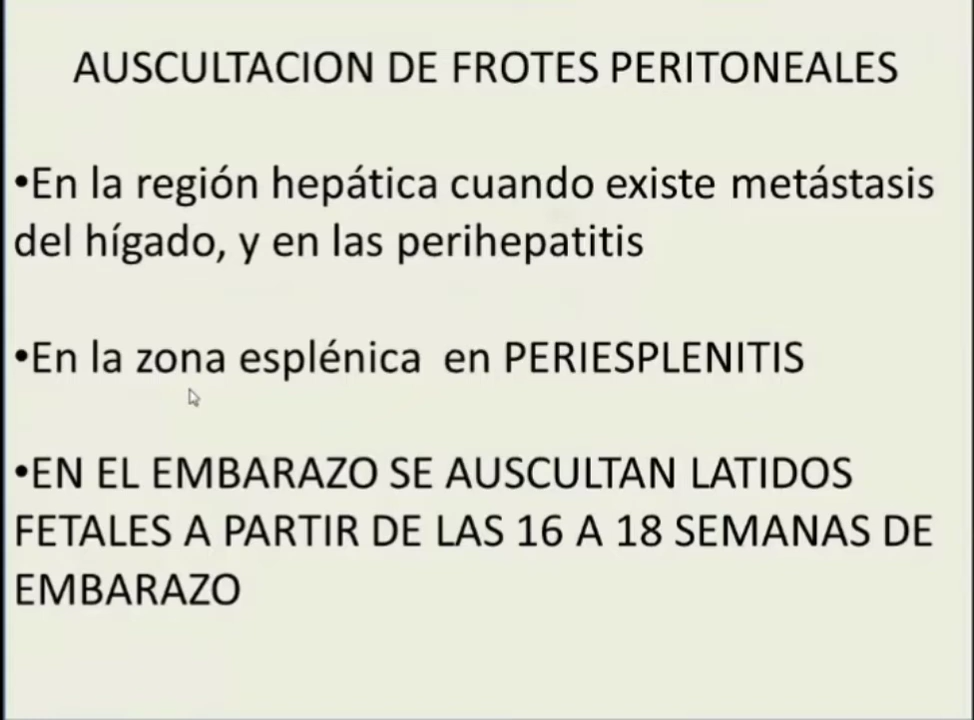 AUSCULTACION DE FROTES PERITONEALES
•En la región hepática cuando existe metástasis
del hígado, y en las perihepatitis
•En la zona esplénica en PERIESPLENITIS
•EN EL EMBARAZO SE AUSCULTAN LATIDOS
FETALES A PARTIR DE LAS 16 A 18 SEMANAS DE
EMBARAZO